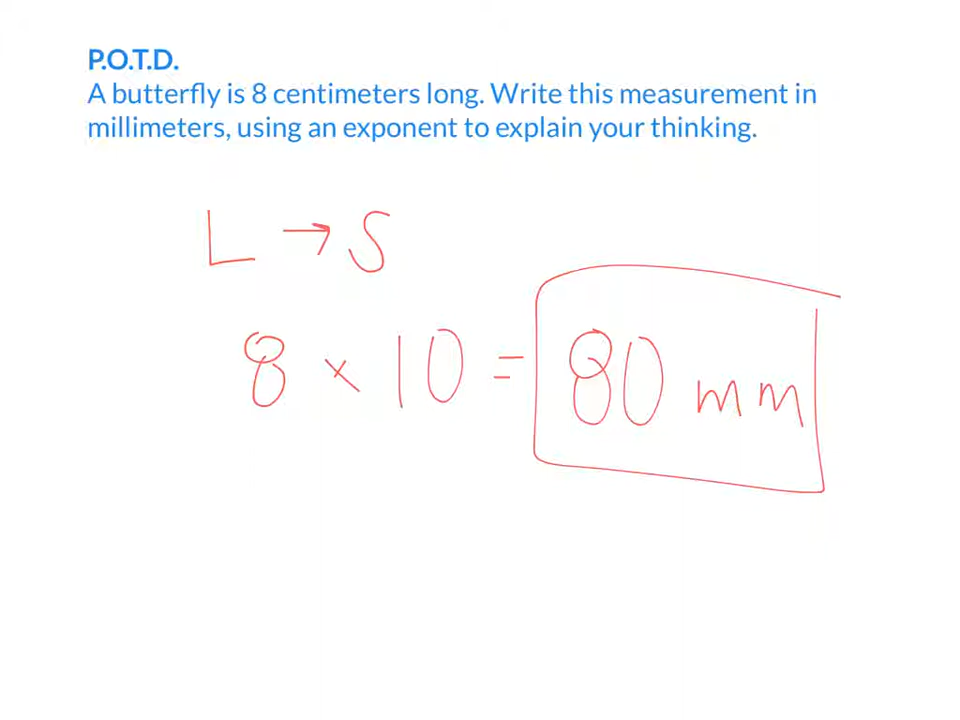 P.O.T.D.
A butterfly is 8 centimeters long. Write this measurement in
millimeters, using an exponent to explain your thinking.
L → S
8 × 10 = 80 mm